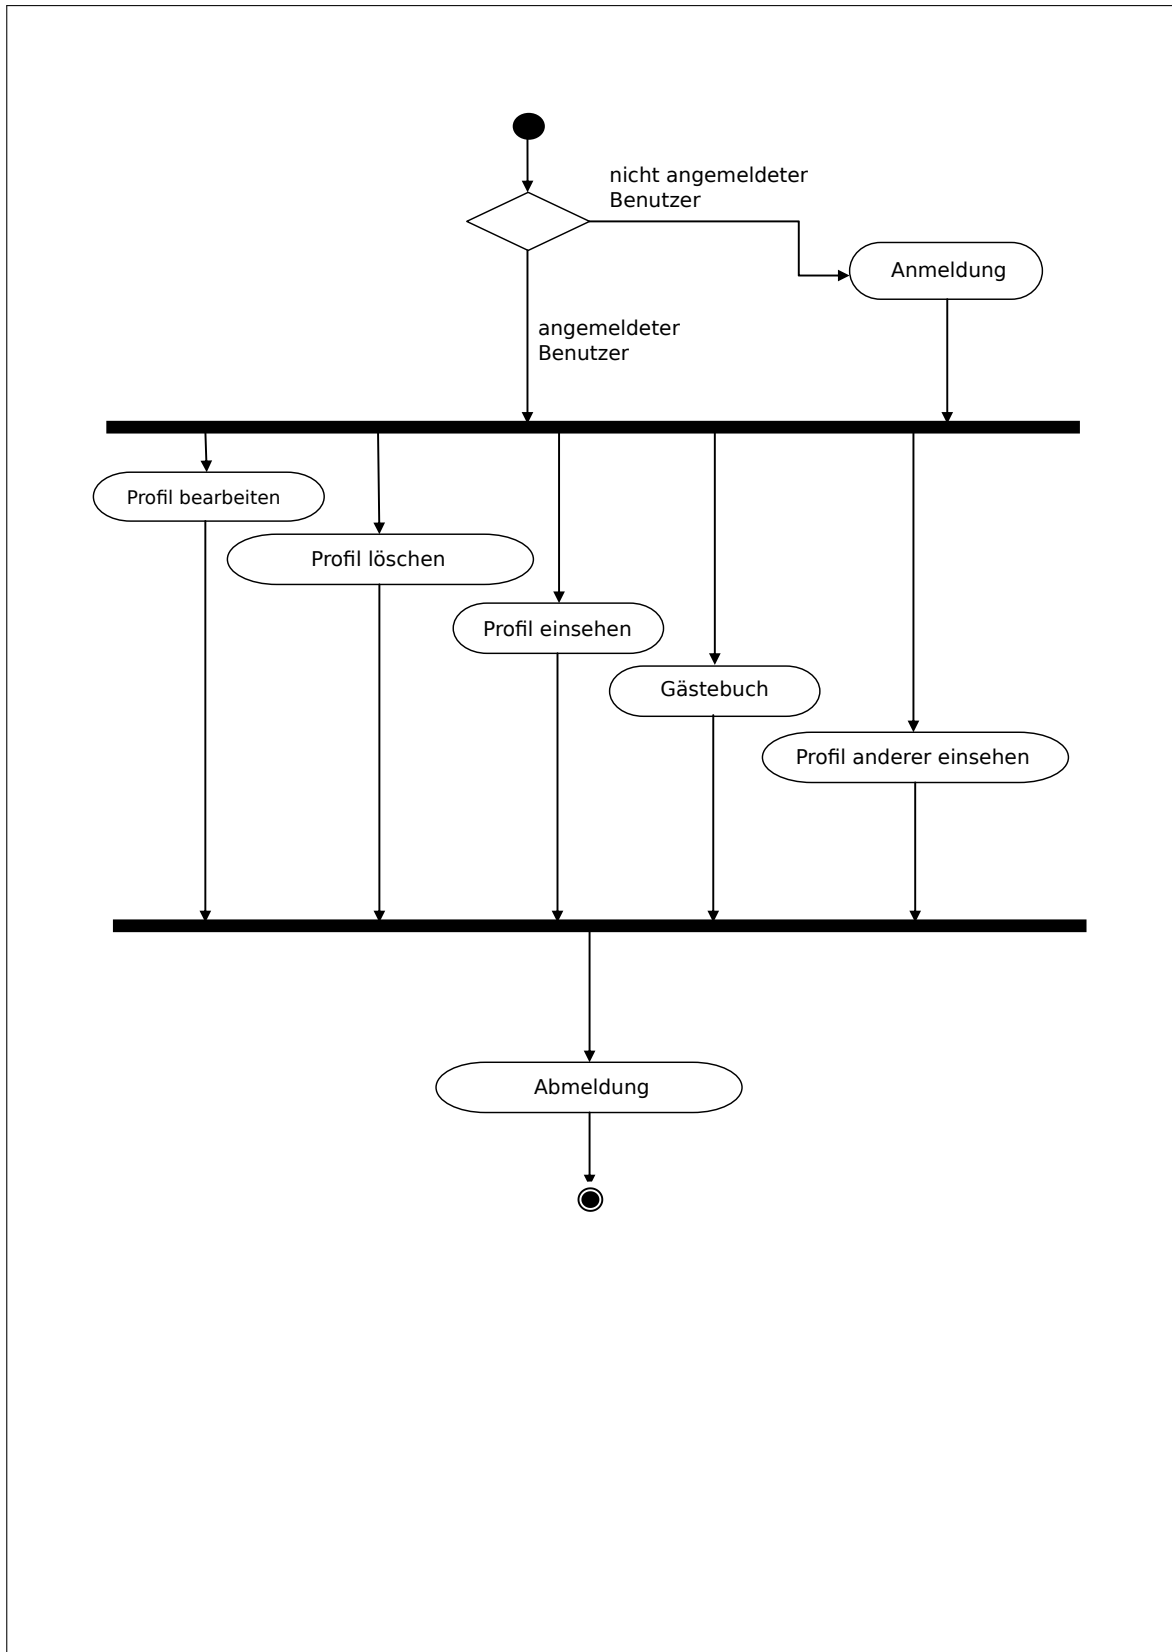 nicht angemeldeter
Benutzer
Anmeldung
angemeldeter
Benutzer
Profil bearbeiten
Profil löschen
Profil einsehen
Gästebuch
Profil anderer einsehen
Abmeldung